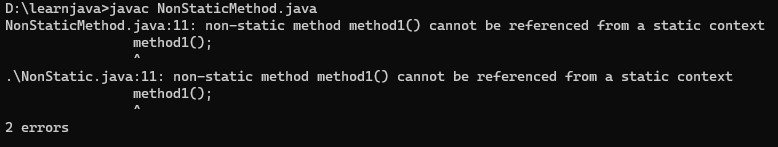 D:\learnjava>javac NonStaticMethod.java
NonStaticMethod.java:11: non-static method method1() cannot be referenced from a static context
                method1();
                ^
.\NonStatic.java:11: non-static method method1() cannot be referenced from a static context
                method1();
                ^
2 errors